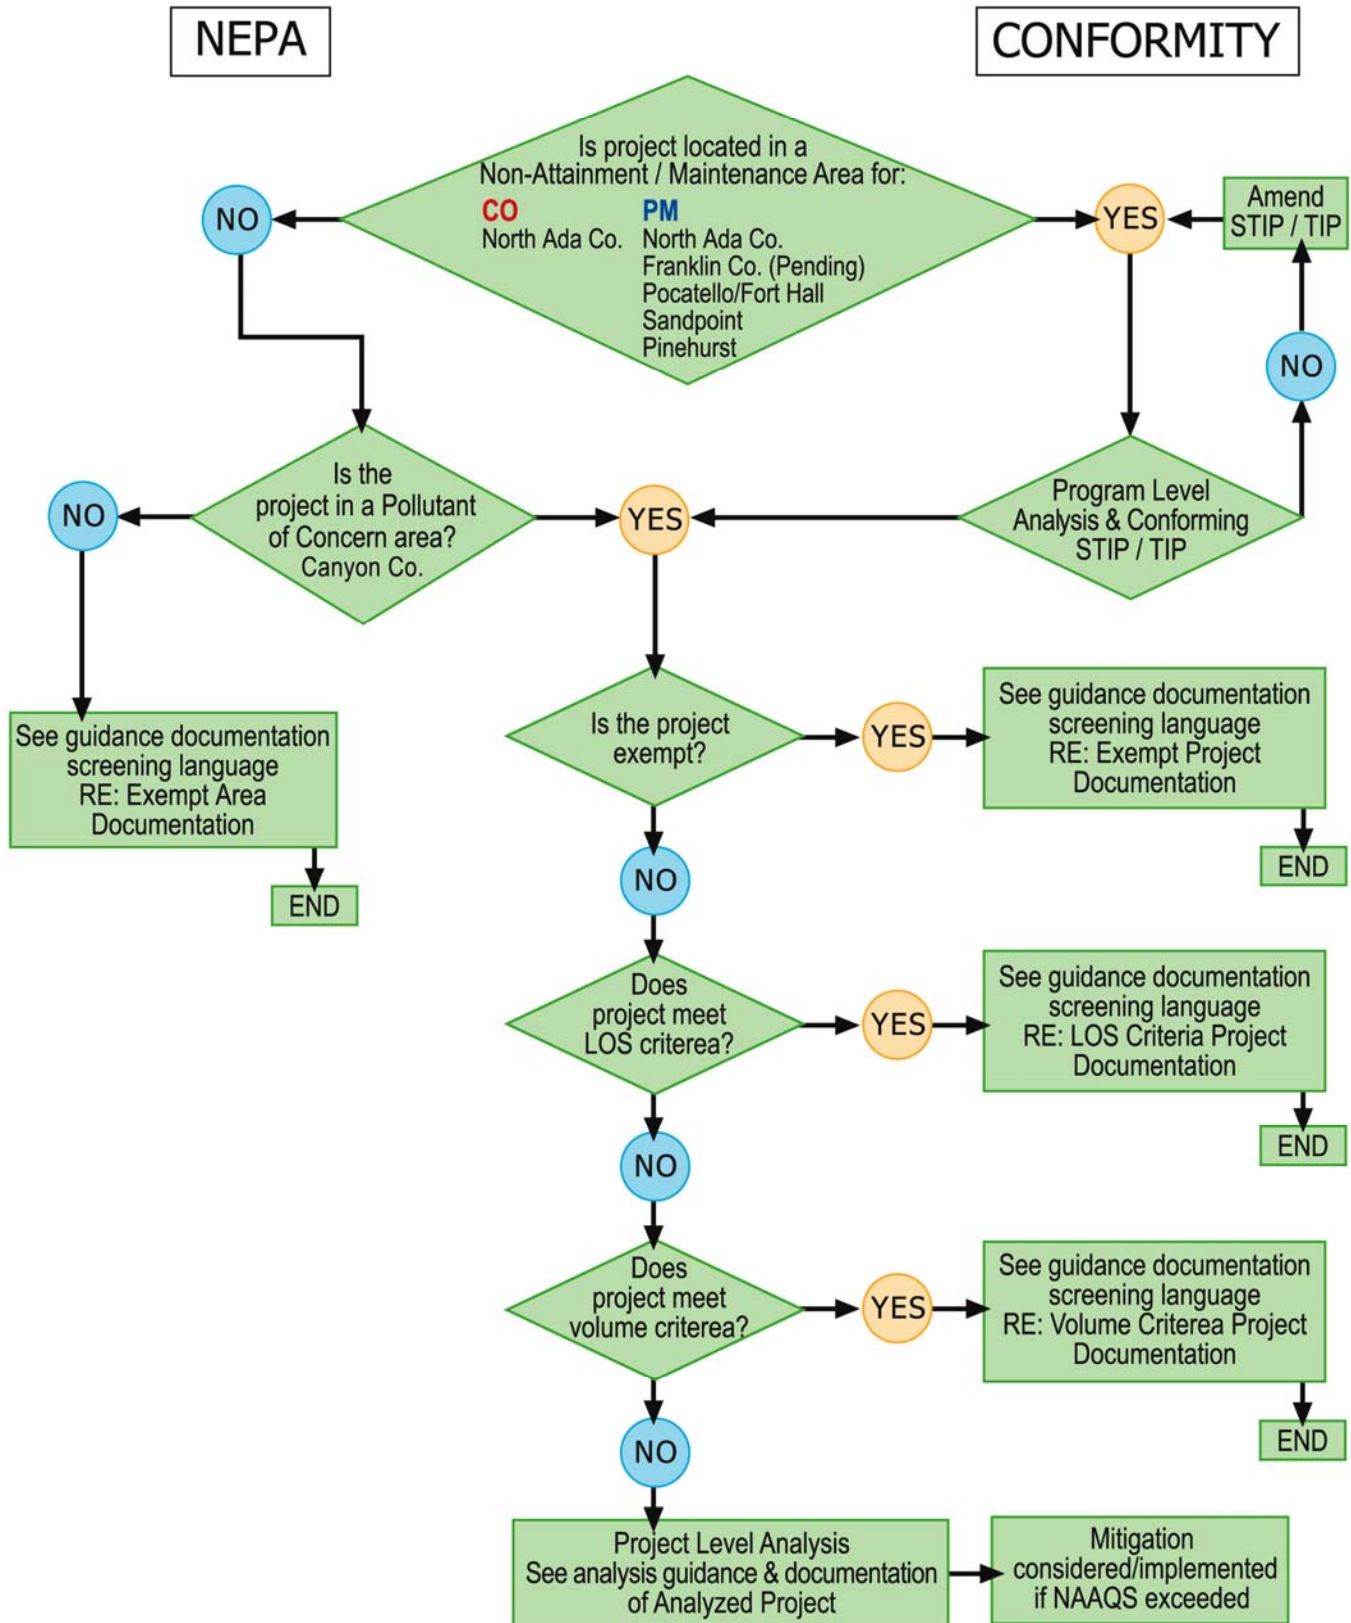 NEPA
CONFORMITY
Is project located in a
Non-Attainment / Maintenance Area for:
CO
North Ada Co.
PM
North Ada Co.
Franklin Co. (Pending)
Pocatello/Fort Hall
Sandpoint
Pinehurst
NO
YES
Amend
STIP / TIP
NO
Is the
project in a Pollutant
of Concern area?
Canyon Co.
NO
YES
Program Level
Analysis & Conforming
STIP / TIP
See guidance documentation
screening language
RE: Exempt Area
Documentation
END
Is the project
exempt?
YES
See guidance documentation
screening language
RE: Exempt Project
Documentation
END
NO
Does
project meet
LOS criterea?
YES
See guidance documentation
screening language
RE: LOS Criteria Project
Documentation
END
NO
Does
project meet
volume criterea?
YES
See guidance documentation
screening language
RE: Volume Criterea Project
Documentation
END
NO
Project Level Analysis
See analysis guidance & documentation
of Analyzed Project
Mitigation
considered/implemented
if NAAQS exceeded